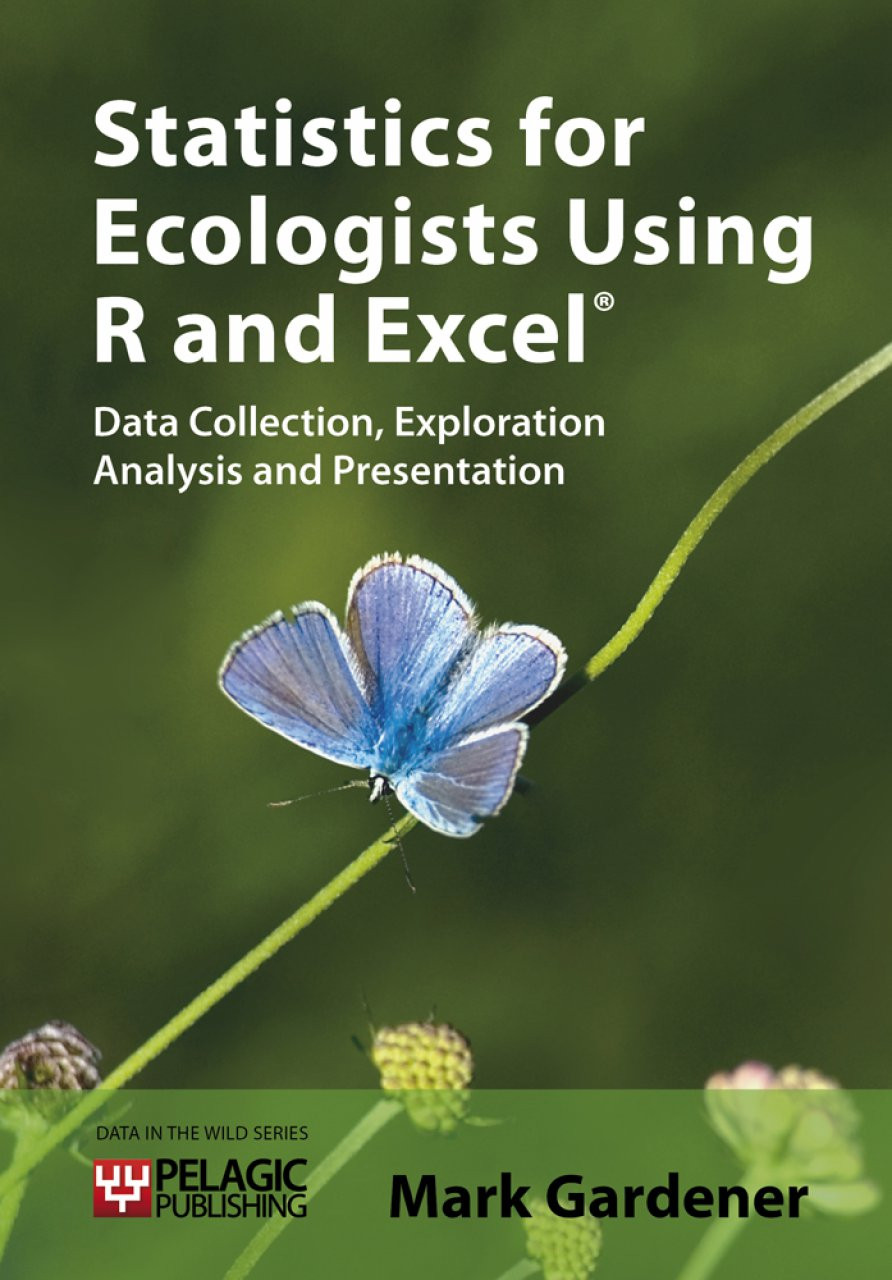 Statistics for
Ecologists Using
R and Excel®
Data Collection, Exploration
Analysis and Presentation
DATA IN THE WILD SERIES
PELAGIC
PUBLISHING
Mark Gardener